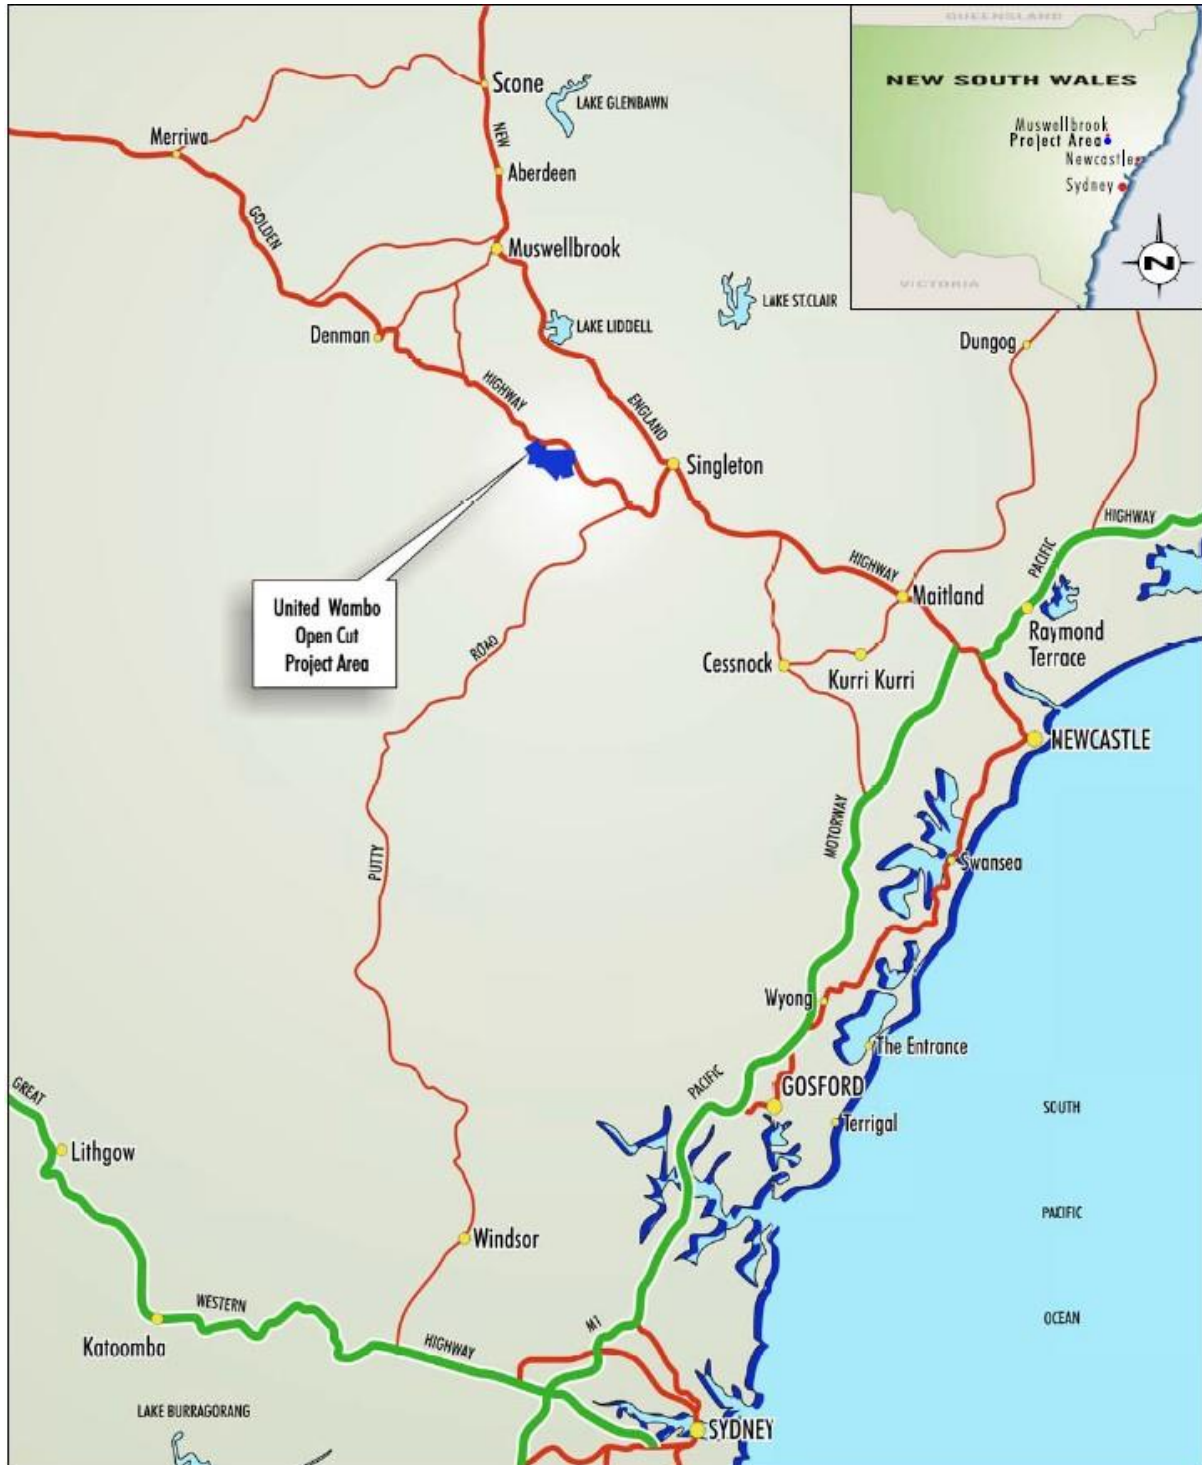 QUEENSLAND
NEW SOUTH WALES
Muswellbrook
Project Area
Newcastle
Sydney
VICTORIA
N
Scone
LAKE GLENBAWN
NEW
Merriwa
Aberdeen
GOLDEN
Muswellbrook
LAKE ST.CLAIR
LAKE LIDDELL
Denman
Dungog
HIGHWAY
ENGLAND
Singleton
HIGHWAY
PACIFIC
HIGHWAY
United Wambo
Open Cut
Project Area
Maitland
Raymond
Terrace
ROAD
Cessnock
Kurri Kurri
NEWCASTLE
MOTORWAY
PUTTY
Swansea
Wyong
The Entrance
PACIFIC
GOSFORD
GREAT
SOUTH
Terrigal
Lithgow
PACIFIC
Windsor
WESTERN
OCEAN
M1
HIGHWAY
Katoomba
LAKE BURRAGORANG
SYDNEY